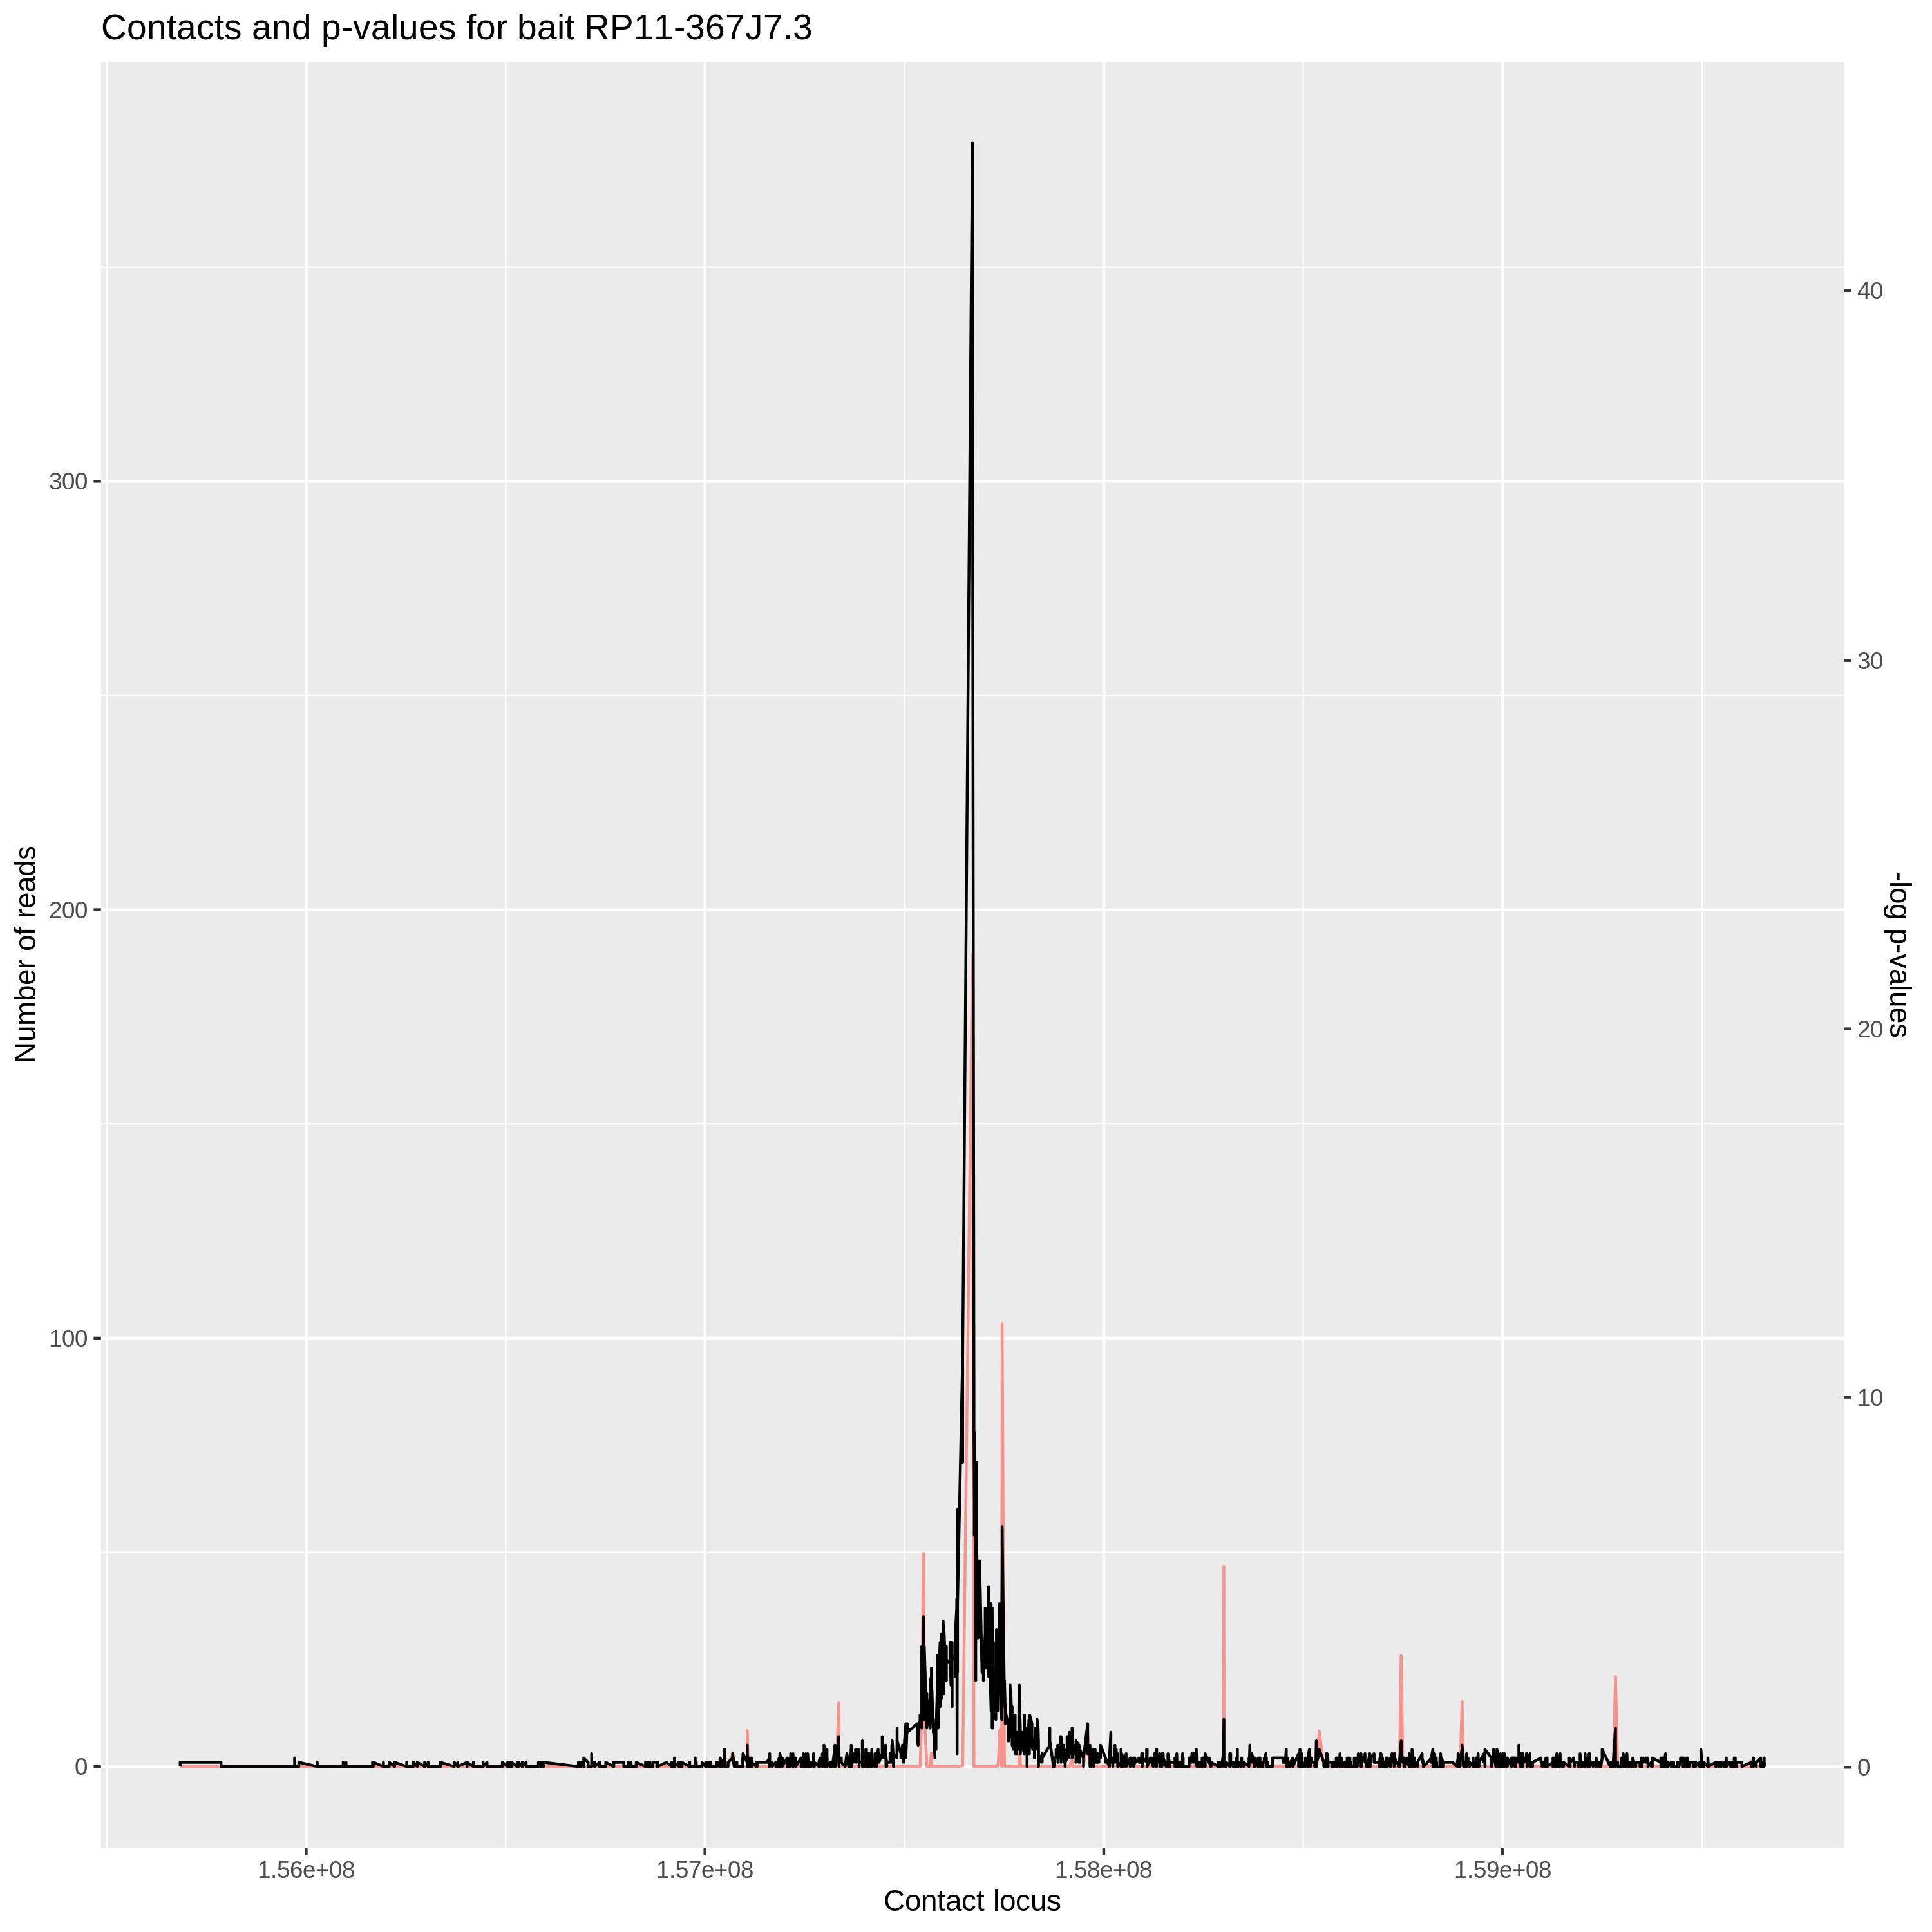 Contacts and p-values for bait RP11-367J7.3
Number of reads
300
200
100
0
40
30
20
10
0
-log p-values
1.56e+08
1.57e+08
1.58e+08
1.59e+08
Contact locus